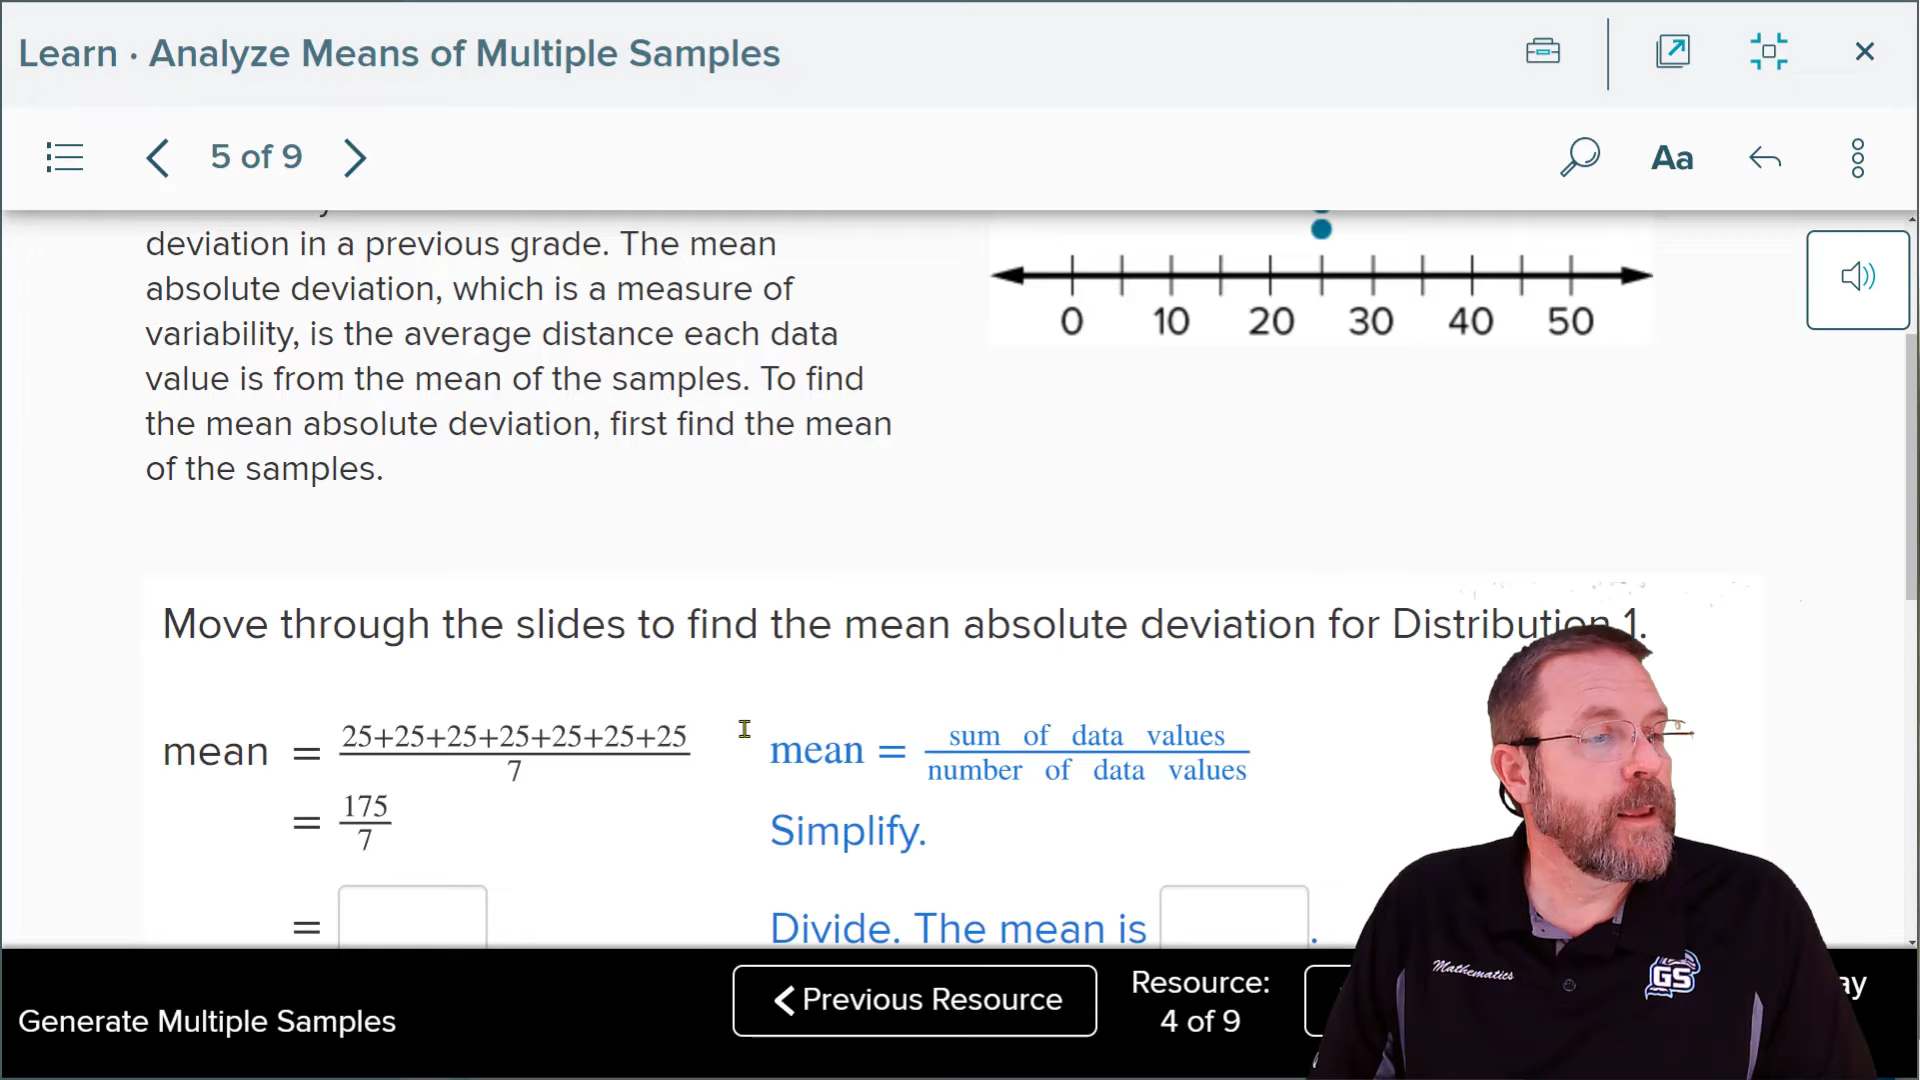 Learn · Analyze Means of Multiple Samples
5 of 9
Aa
deviation in a previous grade. The mean
absolute deviation, which is a measure of
variability, is the average distance each data
value is from the mean of the samples. To find
the mean absolute deviation, first find the mean
of the samples.
0 10 20 30 40 50
Move through the slides to find the mean absolute deviation for Distribution 1.
mean = 25+25+25+25+25+25+25 / 7
= 175 / 7
=
mean = sum of data values / number of data values
Simplify.
Divide. The mean is .
Mathematics
GS
Generate Multiple Samples
Previous Resource
Resource:
4 of 9